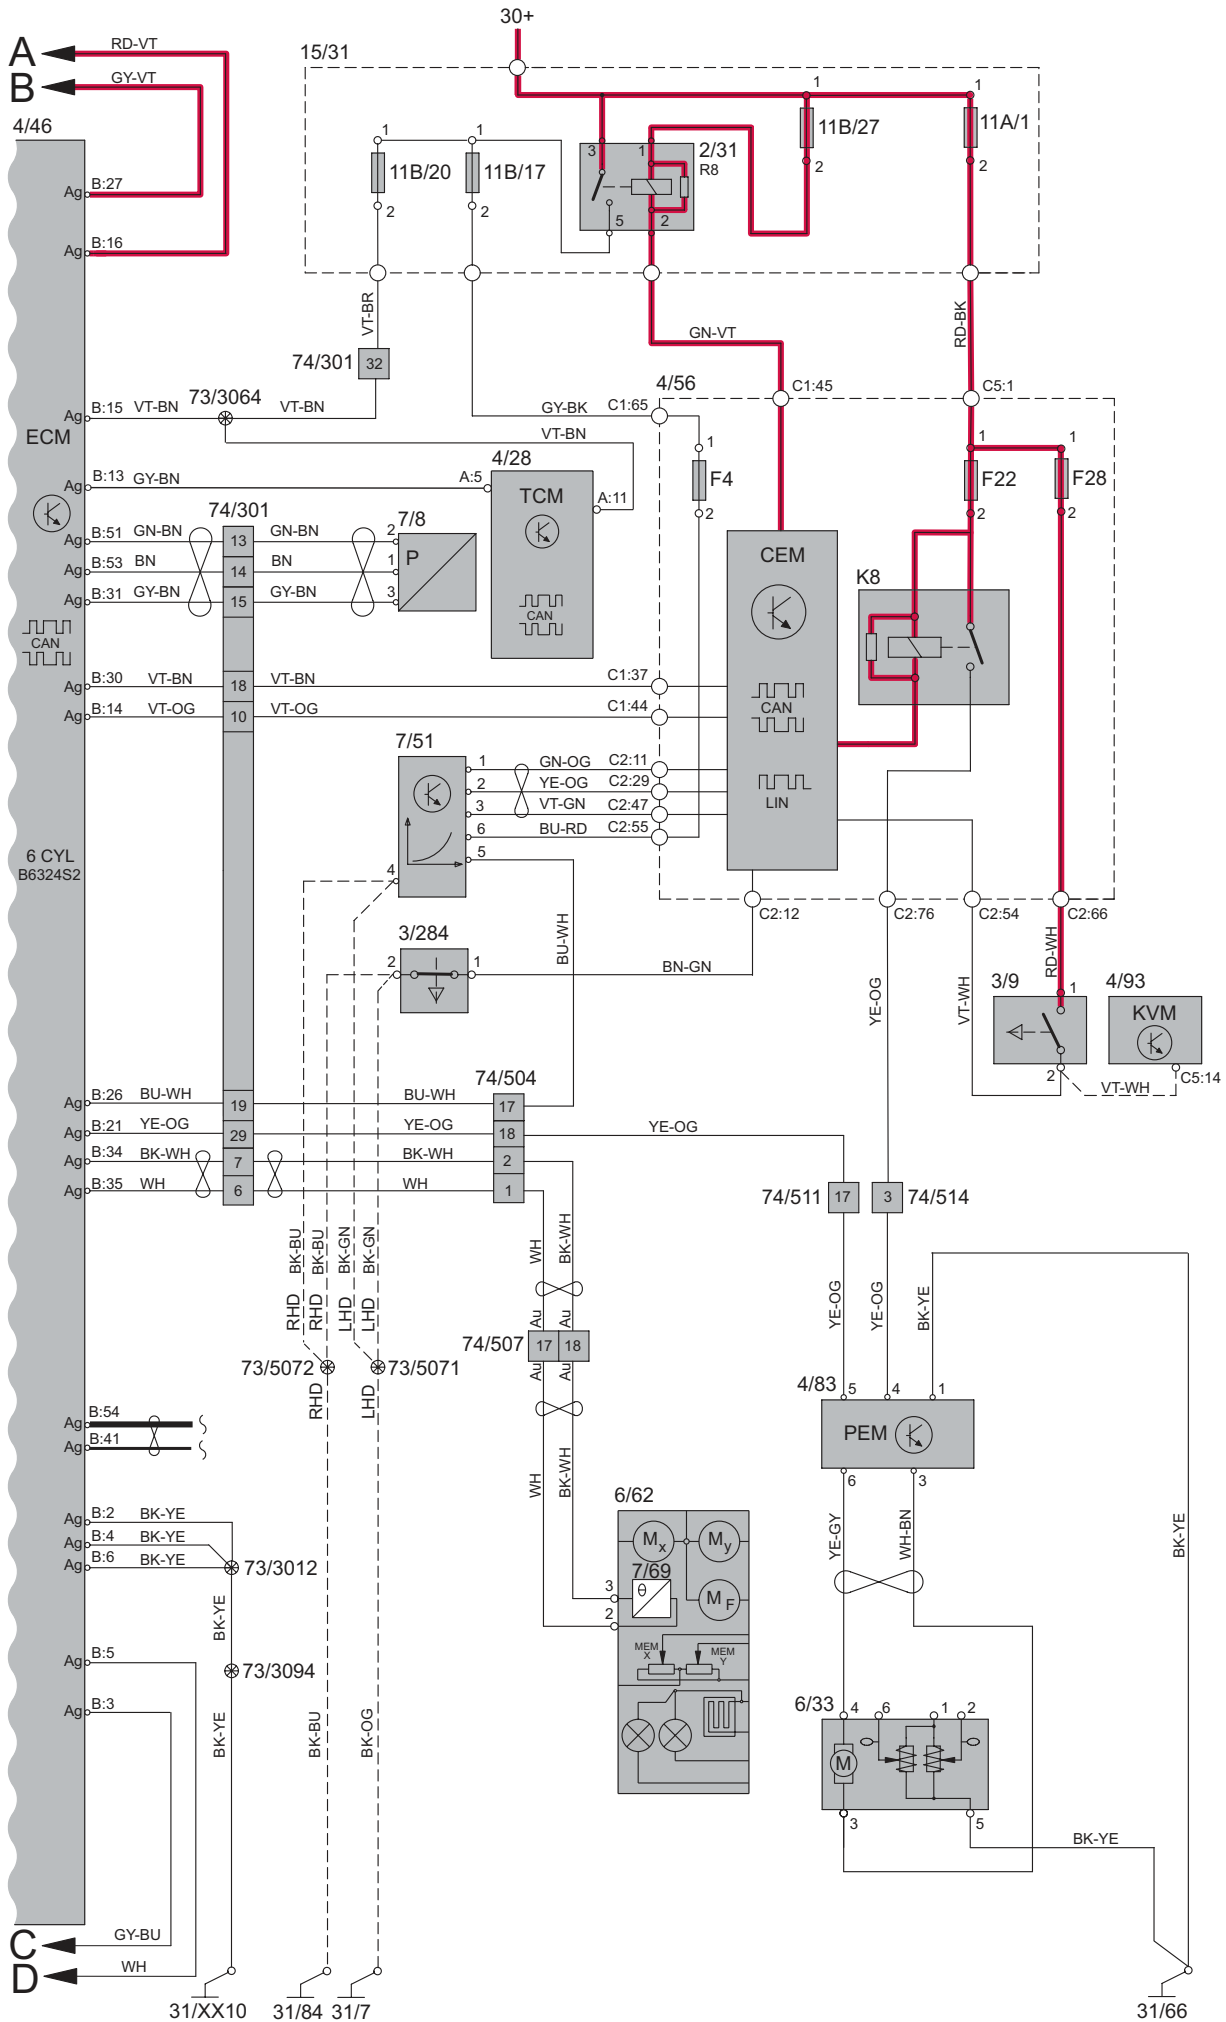 30+
A RD-VT
15/31
B GY-VT
4/46
1 1
11B/27 11A/1
1 1 3 1 2/31
R8
11B/20 11B/17
2 2
2 2 5 2
Ag B:27
Ag B:16
VT-BR GN-VT RD-BK
74/301 32
73/3064 4/56 C1:45 C5:1
Ag B:15 VT-BN VT-BN GY-BK C1:65
ECM VT-BN
1 1 1
4/28
Ag B:13 GY-BN A:5 TCM A:11 F4 F22 F28
2 2 2
74/301 7/8
Ag B:51 GN-BN 13 GN-BN 2
P CEM
Ag B:53 BN 14 BN 1
K8
Ag B:31 GY-BN 15 GY-BN 3
CAN CAN
Ag B:30 VT-BN 18 VT-BN C1:37
Ag B:14 VT-OG 10 VT-OG C1:44 CAN
7/51
1 GN-OG C2:11
2 YE-OG C2:29
3 VT-GN C2:47 LIN
6 BU-RD C2:55
5
4
6 CYL
B6324S2
C2:12 C2:76 C2:54 C2:66
3/284
BU-WH
2 1 BN-GN
YE-OG VT-WH RD-WH
3/9 1 4/93
KVM
2 VT-WH C5:14
74/504
Ag B:26 BU-WH 19 BU-WH 17
Ag B:21 YE-OG 29 YE-OG 18 YE-OG
Ag B:34 BK-WH 7 BK-WH 2
Ag B:35 WH 6 WH 1
74/511 17 3 74/514
BK-BU BK-BU BK-GN BK-GN WH BK-WH
RHD RHD LHD LHD Au Au
YE-OG YE-OG BK-YE
74/507 17 18
73/5072 73/5071
Au Au
RHD LHD
4/83 5 4 1
Ag B:54
PEM
Ag B:41
6 3
WH BK-WH
6/62
Ag B:2 BK-YE
Ag B:4 BK-YE
Ag B:6 BK-YE 73/3012
Mx My
YE-GY WH-BN BK-YE
7/69
3 θ MF
2
BK-YE
MEM
X MEM
Y
Ag B:5 73/3094
Ag B:3
6/33 4 6 1 2
BK-YE BK-BU BK-OG
M
3 5
BK-YE
C GY-BU
D WH
31/XX10 31/84 31/7 31/66